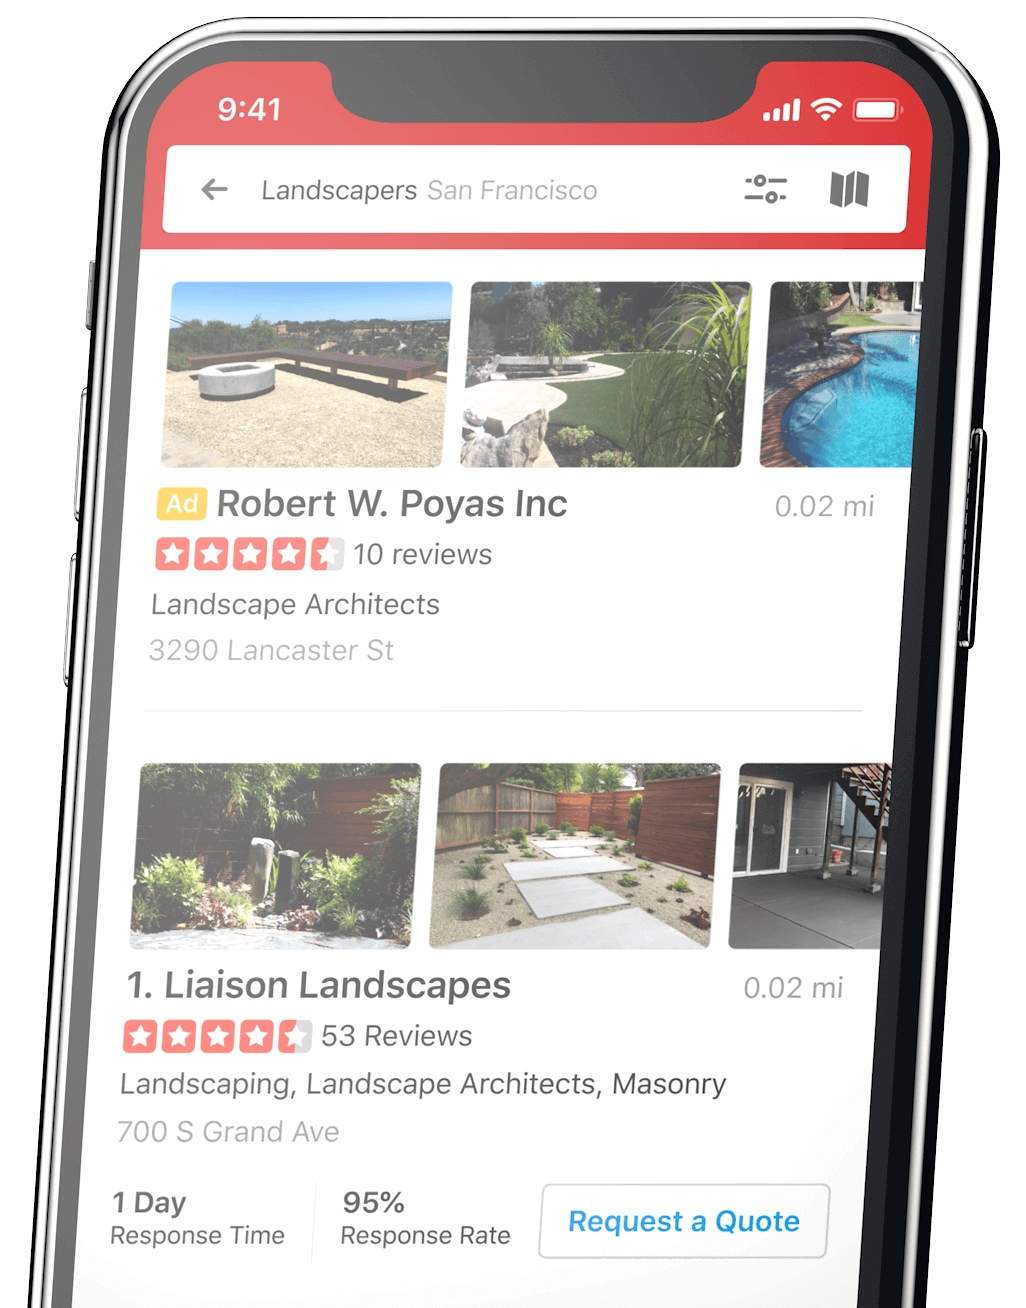 9:41
Landscapers San Francisco
Ad Robert W. Poyas Inc 0.02 mi
10 reviews
Landscape Architects
3290 Lancaster St
1. Liaison Landscapes 0.02 mi
53 Reviews
Landscaping, Landscape Architects, Masonry
700 S Grand Ave
1 Day 95%
Response Time Response Rate Request a Quote